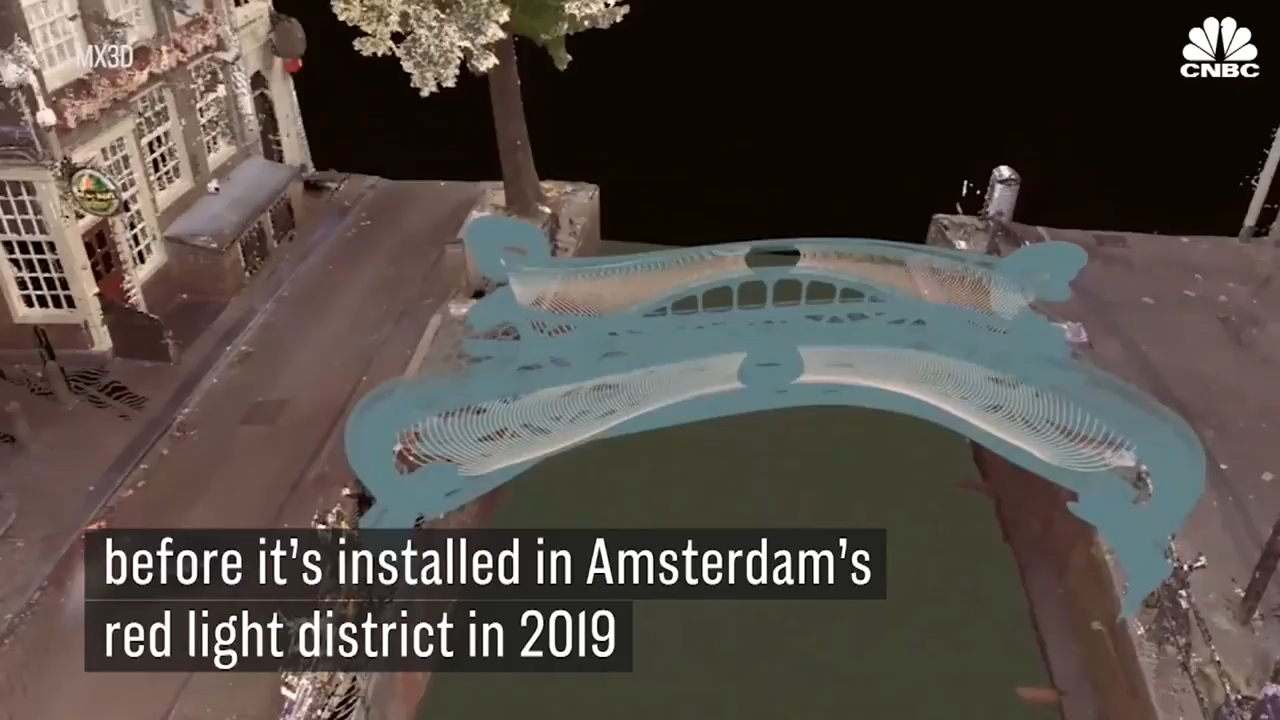 MX3D
CNBC
before it's installed in Amsterdam's
red light district in 2019